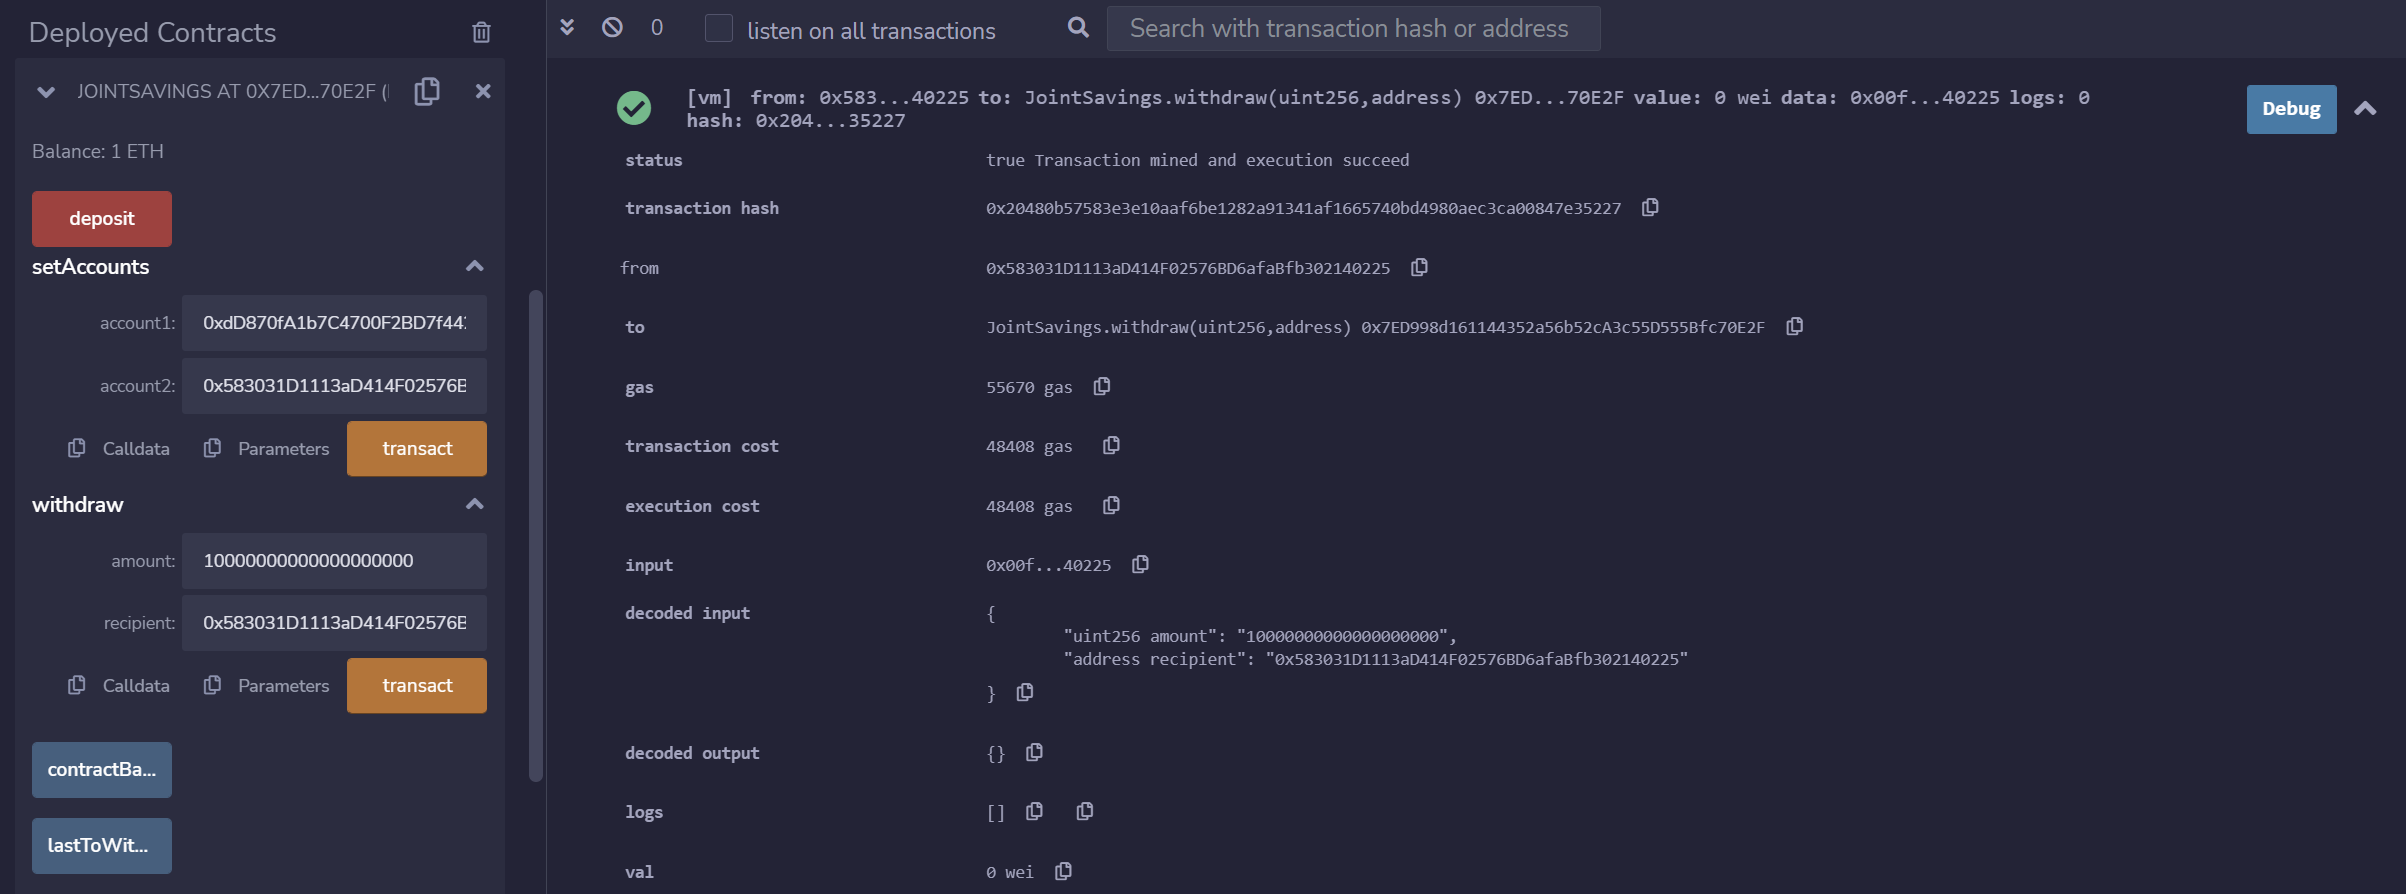 Deployed Contracts
JOINTSAVINGS AT 0X7ED...70E2F (
Balance: 1 ETH
deposit
setAccounts
account1: 0xdD870fA1b7C4700F2BD7f44
account2: 0x583031D1113aD414F02576B
Calldata Parameters transact
withdraw
amount: 10000000000000000000
recipient: 0x583031D1113aD414F02576B
Calldata Parameters transact
contractBa...
lastToWit...
0 listen on all transactions Search with transaction hash or address
[vm] from: 0x583...40225 to: JointSavings.withdraw(uint256,address) 0x7ED...70E2F value: 0 wei data: 0x00f...40225 logs: 0
hash: 0x204...35227
Debug
status true Transaction mined and execution succeed
transaction hash 0x20480b57583e3e10aaf6be1282a91341af1665740bd4980aec3ca00847e35227
from 0x583031D1113aD414F02576BD6afaBfb302140225
to JointSavings.withdraw(uint256,address) 0x7ED998d161144352a56b52cA3c55D555Bfc70E2F
gas 55670 gas
transaction cost 48408 gas
execution cost 48408 gas
input 0x00f...40225
decoded input {
"uint256 amount": "10000000000000000000",
"address recipient": "0x583031D1113aD414F02576BD6afaBfb302140225"
}
decoded output {}
logs []
val 0 wei